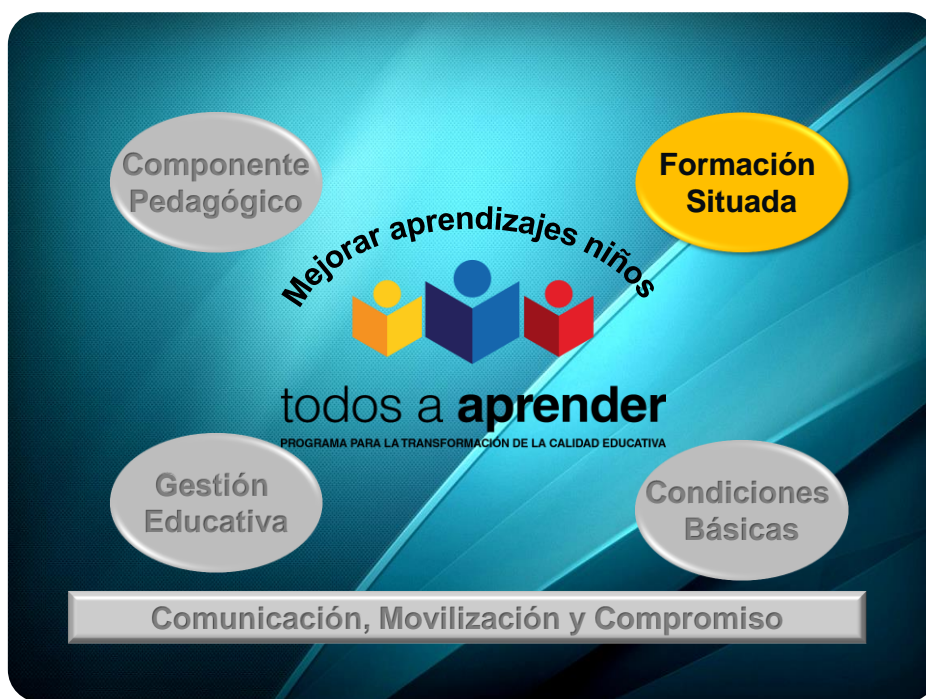 Componente
Pedagógico
Formación
Situada
Mejorar aprendizajes niños
todos a aprender
PROGRAMA PARA LA TRANSFORMACIÓN DE LA CALIDAD EDUCATIVA
Gestión
Educativa
Condiciones
Básicas
Comunicación, Movilización y Compromiso